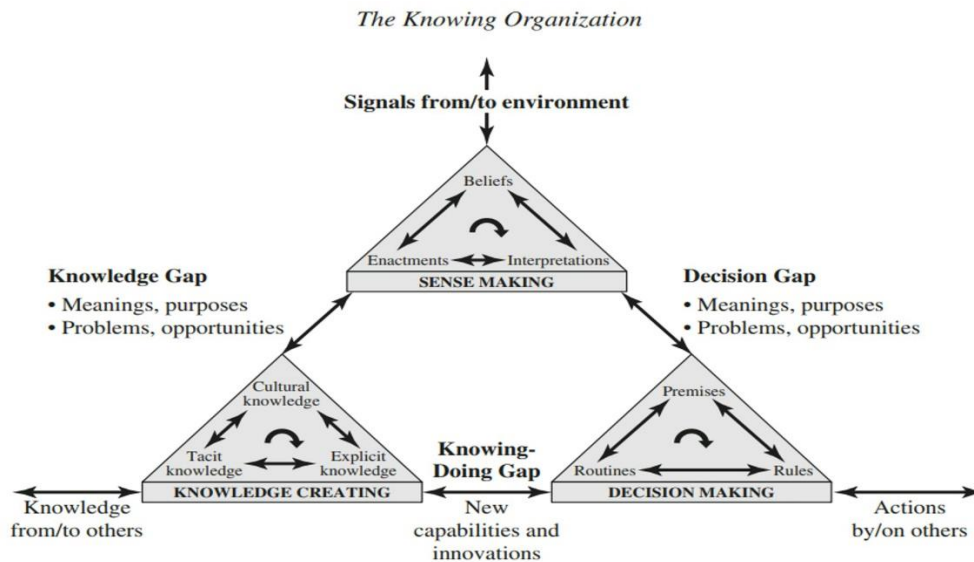 The Knowing Organization
Signals from/to environment
Beliefs
Enactments
Interpretations
SENSE MAKING
Knowledge Gap
• Meanings, purposes
• Problems, opportunities
Decision Gap
• Meanings, purposes
• Problems, opportunities
Cultural
knowledge
Tacit
knowledge
Explicit
knowledge
KNOWLEDGE CREATING
Knowing-
Doing Gap
Premises
Routines
Rules
DECISION MAKING
Knowledge
from/to others
New
capabilities and
innovations
Actions
by/on others